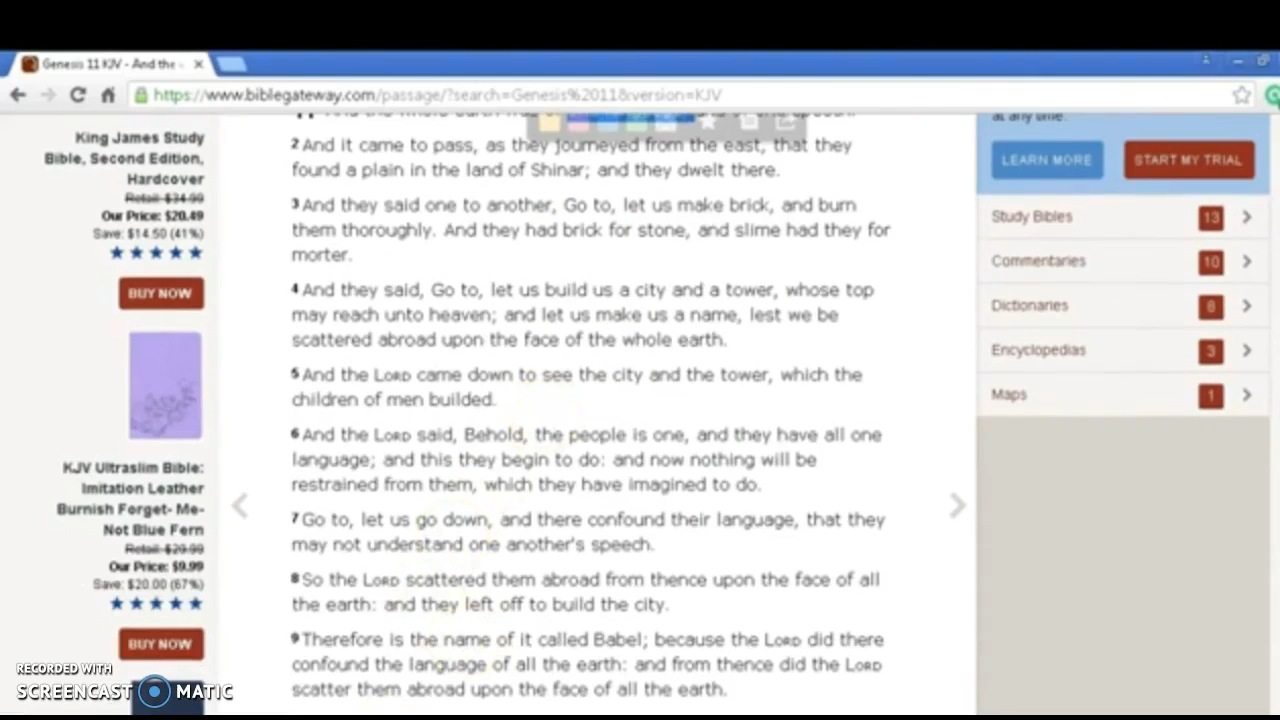 Genesis 11 KJV - And the
https://www.biblegateway.com/passage/?search=Genesis%2011&version=KJV
King James Study
Bible, Second Edition,
Hardcover
Retail: $34.99
Our Price: $20.49
Save: $14.50 (41%)
BUY NOW
KJV Ultraslim Bible:
Imitation Leather
Burnish Forget- Me-
Not Blue Fern
Retail: $29.99
Our Price: $9.99
Save: $20.00 (67%)
BUY NOW
And the whole earth was
2 And it came to pass, as they journeyed from the east, that they
found a plain in the land of Shinar; and they dwelt there.
3 And they said one to another, Go to, let us make brick, and burn
them thoroughly. And they had brick for stone, and slime had they for
morter.
4 And they said, Go to, let us build us a city and a tower, whose top
may reach unto heaven; and let us make us a name, lest we be
scattered abroad upon the face of the whole earth.
5 And the LORD came down to see the city and the tower, which the
children of men builded.
6 And the LORD said, Behold, the people is one, and they have all one
language; and this they begin to do: and now nothing will be
restrained from them, which they have imagined to do.
7 Go to, let us go down, and there confound their language, that they
may not understand one another's speech.
8 So the LORD scattered them abroad from thence upon the face of all
the earth: and they left off to build the city.
9 Therefore is the name of it called Babel; because the LORD did there
confound the language of all the earth: and from thence did the LORD
scatter them abroad upon the face of all the earth.
at any time.
LEARN MORE
START MY TRIAL
Study Bibles 13
Commentaries 10
Dictionaries 8
Encyclopedias 3
Maps 1
RECORDED WITH
SCREENCAST MATIC